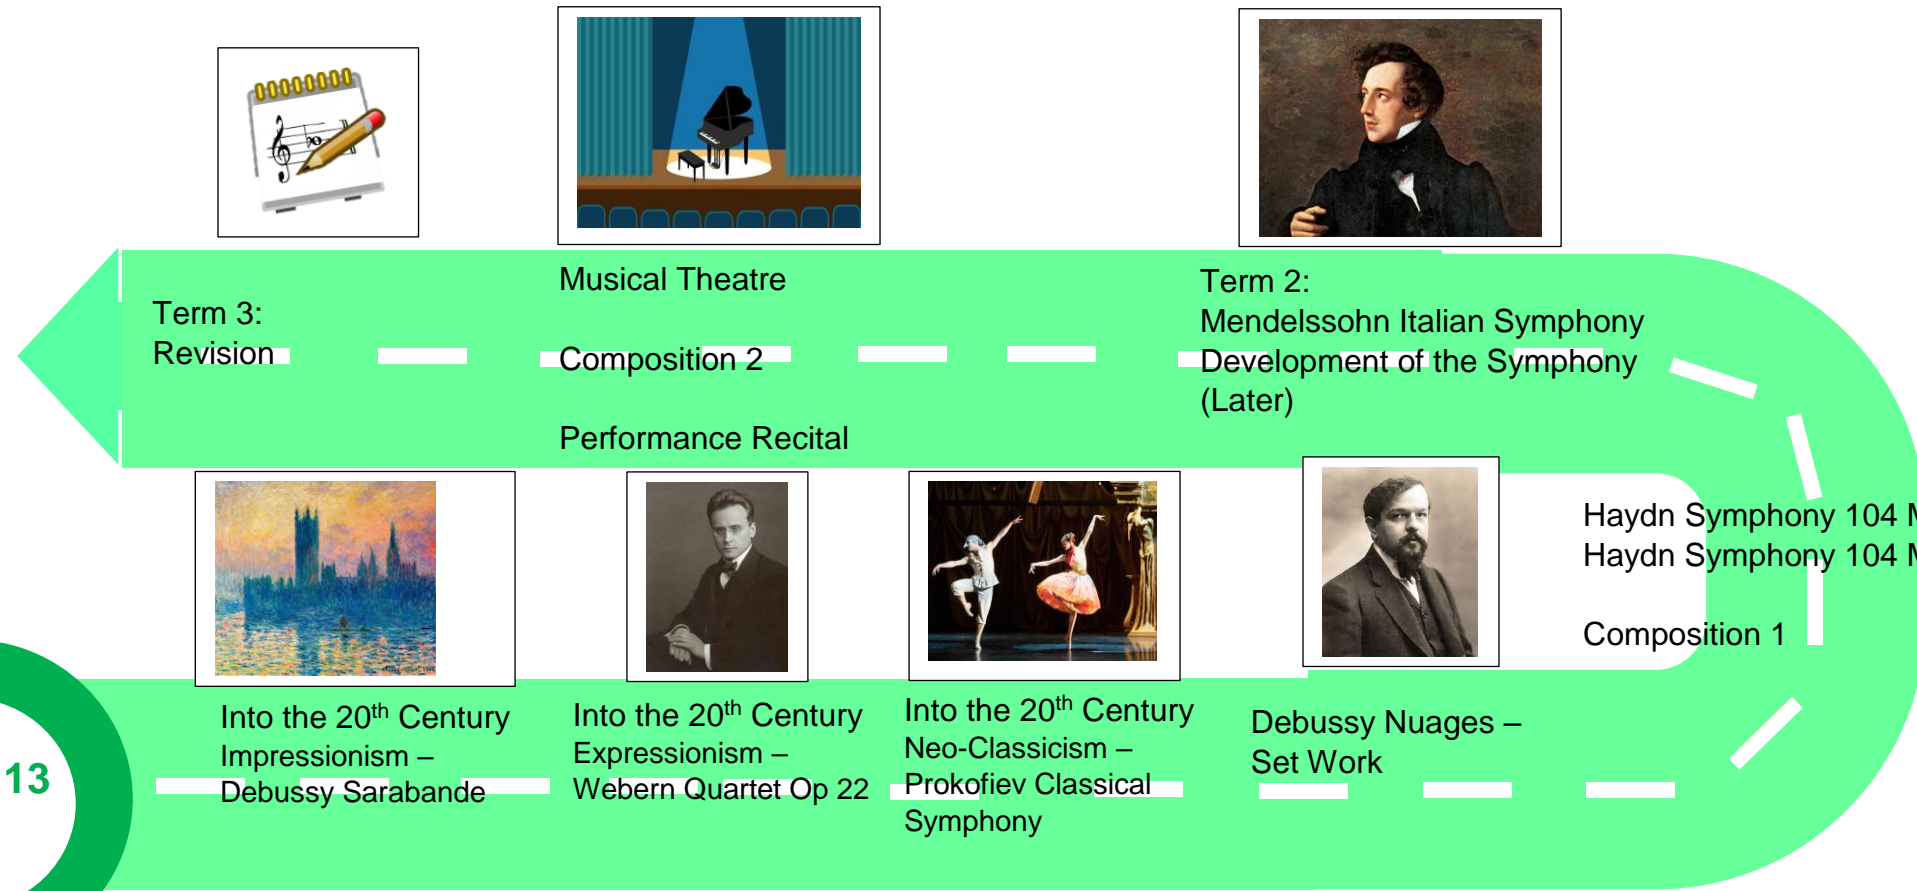 Term 3:
Revision
Musical Theatre
Composition 2
Performance Recital
Term 2:
Mendelssohn Italian Symphony
Development of the Symphony
(Later)
Haydn Symphony 104 M
Haydn Symphony 104 M
Composition 1
13
Into the 20th Century
Impressionism –
Debussy Sarabande
Into the 20th Century
Expressionism –
Webern Quartet Op 22
Into the 20th Century
Neo-Classicism –
Prokofiev Classical
Symphony
Debussy Nuages –
Set Work